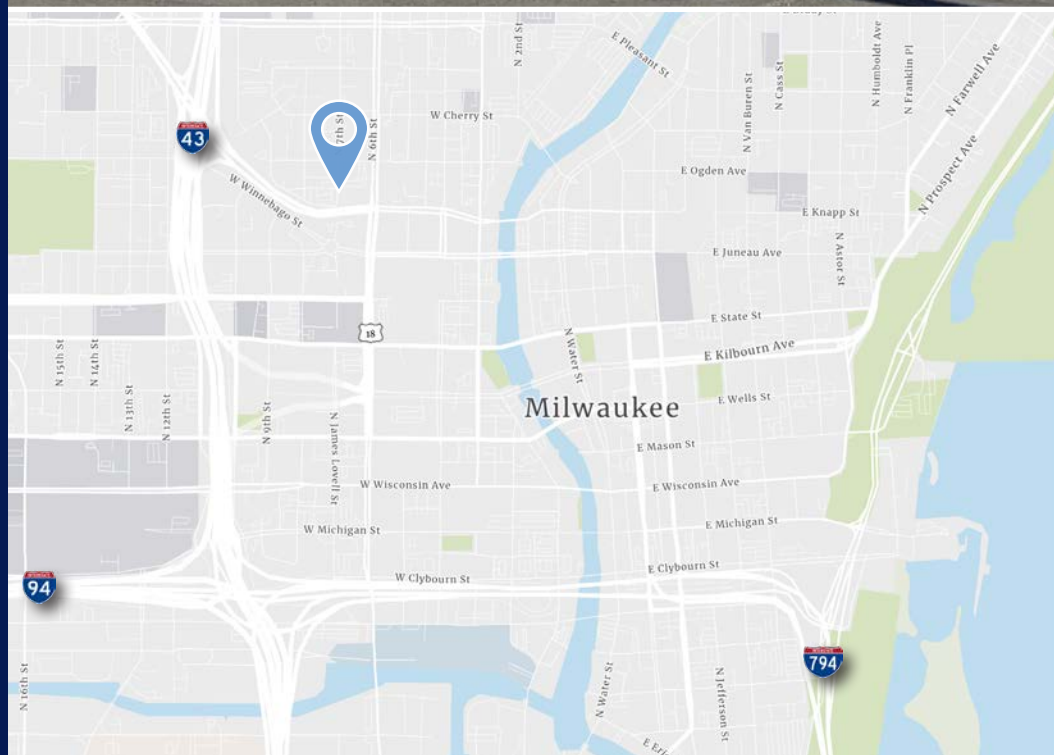 N 2nd St
E Pleasant St
N Van Buren St
N Cass St
N Humboldt Ave
N Franklin Pl
N Farwell Ave
43
7th St
N 6th St
W Cherry St
E Ogden Ave
N Prospect Ave
W Winnebago St
E Knapp St
E Juneau Ave
N Astor St
18
E State St
N Water St
E Kilbourn Ave
N 15th St
N 14th St
N 13th St
N 12th St
N 9th St
N James Lovell St
Milwaukee
E Wells St
E Mason St
W Wisconsin Ave
E Wisconsin Ave
W Michigan St
E Michigan St
94
W Clybourn St
E Clybourn St
794
N 16th St
N Water St
N Jefferson St